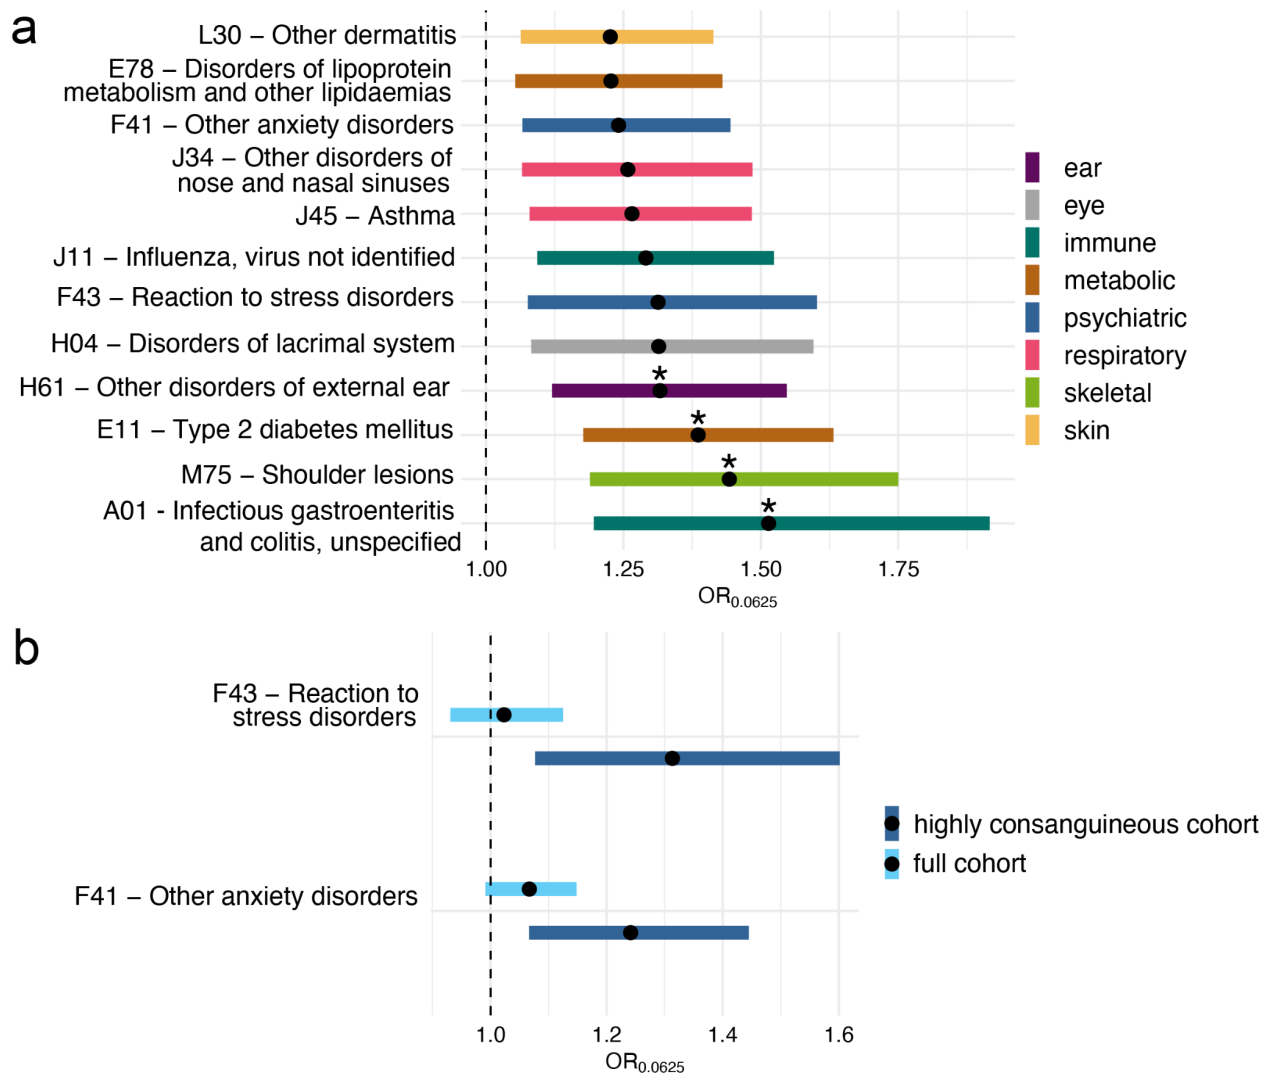 a
L30 – Other dermatitis
E78 – Disorders of lipoprotein
metabolism and other lipidaemias
F41 – Other anxiety disorders
J34 – Other disorders of
nose and nasal sinuses
J45 – Asthma
J11 – Influenza, virus not identified
F43 – Reaction to stress disorders
H04 – Disorders of lacrimal system
H61 – Other disorders of external ear
*
E11 – Type 2 diabetes mellitus
*
M75 – Shoulder lesions
*
A01 - Infectious gastroenteritis
and colitis, unspecified
*
1.00 1.25 1.50 1.75
OR0.0625
ear
eye
immune
metabolic
psychiatric
respiratory
skeletal
skin
b
F43 – Reaction to
stress disorders
F41 – Other anxiety disorders
1.0 1.2 1.4 1.6
OR0.0625
highly consanguineous cohort
full cohort